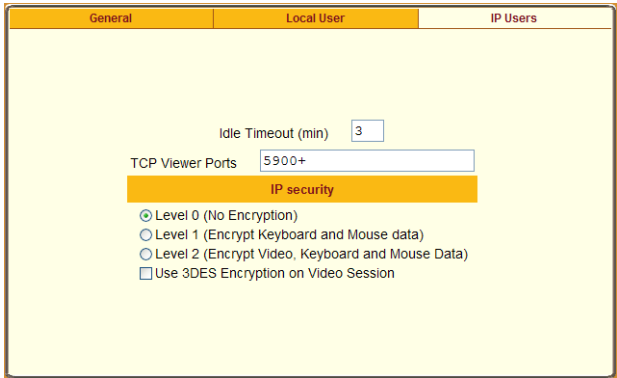 General Local User IP Users
Idle Timeout (min) 3
TCP Viewer Ports 5900+
IP security
Level 0 (No Encryption)
Level 1 (Encrypt Keyboard and Mouse data)
Level 2 (Encrypt Video, Keyboard and Mouse Data)
Use 3DES Encryption on Video Session